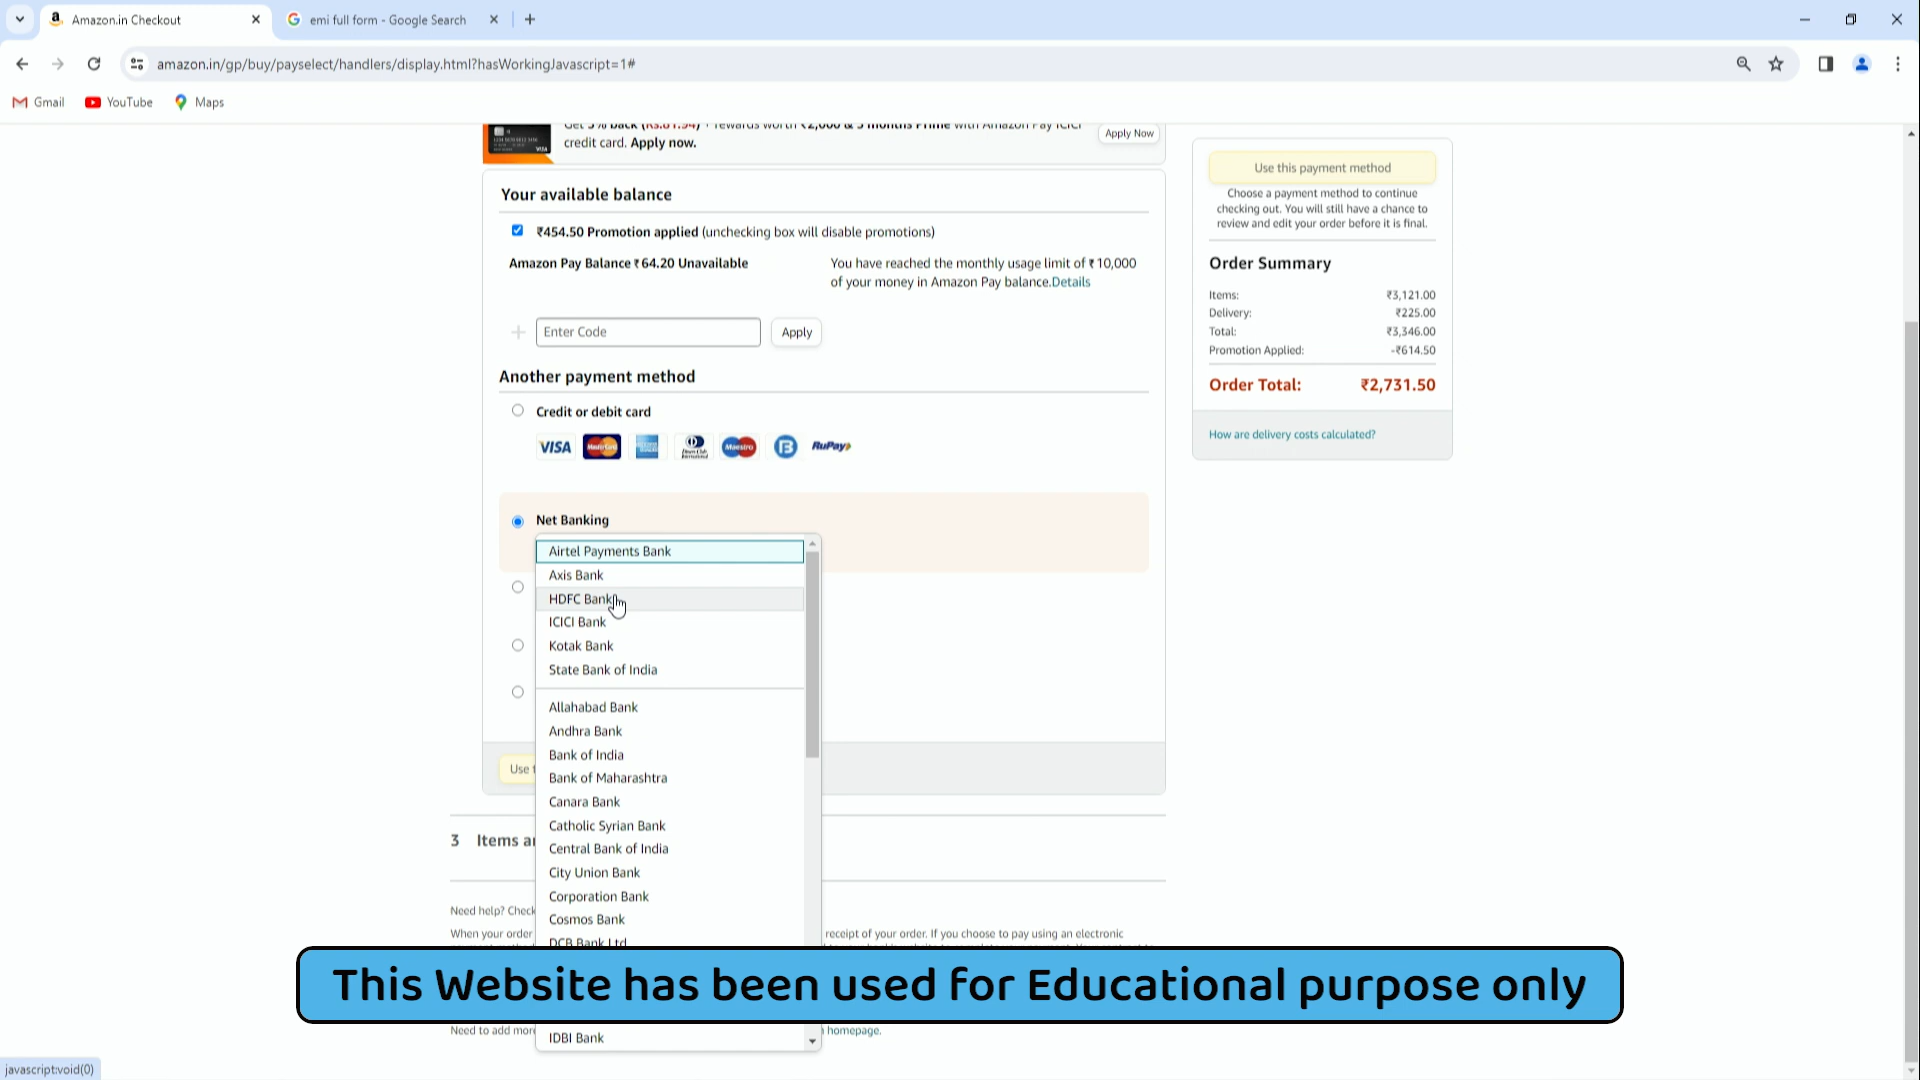 Amazon.in Checkout
emi full form - Google Search
amazon.in/gp/buy/payselect/handlers/display.html?hasWorkingJavascript=1#
Gmail
YouTube
Maps
credit card. Apply now.
Apply Now
Your available balance
₹454.50 Promotion applied (unchecking box will disable promotions)
Amazon Pay Balance ₹64.20 Unavailable
You have reached the monthly usage limit of ₹10,000
of your money in Amazon Pay balance.Details
Enter Code
Apply
Another payment method
Credit or debit card
VISA
MasterCard
Maestro
RuPay
Net Banking
Airtel Payments Bank
Axis Bank
HDFC Bank
ICICI Bank
Kotak Bank
State Bank of India
Allahabad Bank
Andhra Bank
Bank of India
Bank of Maharashtra
Canara Bank
Catholic Syrian Bank
Central Bank of India
City Union Bank
Corporation Bank
Cosmos Bank
DCB Bank Ltd
IDBI Bank
Use
3 Items
Need help? Check
When your order
receipt of your order. If you choose to pay using an electronic
Need to add
homepage.
Use this payment method
Choose a payment method to continue
checking out. You will still have a chance to
review and edit your order before it is final.
Order Summary
Items: ₹3,121.00
Delivery: ₹225.00
Total: ₹3,346.00
Promotion Applied: -₹614.50
Order Total: ₹2,731.50
How are delivery costs calculated?
This Website has been used for Educational purpose only
javascript:void(0)